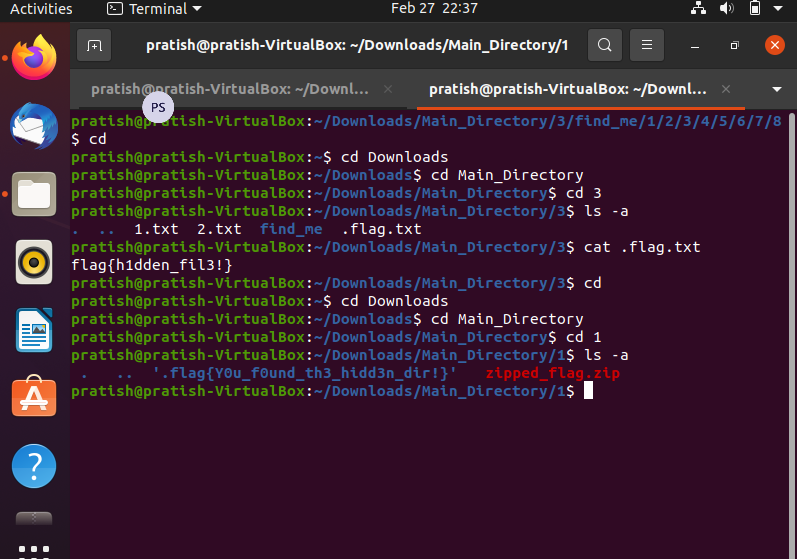 Activities Terminal Feb 27 22:37
pratish@pratish-VirtualBox: ~/Downloads/Main_Directory/1
pratish@pratish-VirtualBox: ~/Downl... × pratish@pratish-VirtualBox: ~/Downl... ×
PS
pratish@pratish-VirtualBox:~/Downloads/Main_Directory/3/find_me/1/2/3/4/5/6/7/8
$ cd
pratish@pratish-VirtualBox:~$ cd Downloads
pratish@pratish-VirtualBox:~/Downloads$ cd Main_Directory
pratish@pratish-VirtualBox:~/Downloads/Main_Directory$ cd 3
pratish@pratish-VirtualBox:~/Downloads/Main_Directory/3$ ls -a
. .. 1.txt 2.txt find_me .flag.txt
pratish@pratish-VirtualBox:~/Downloads/Main_Directory/3$ cat .flag.txt
flag{h1dden_fil3!}
pratish@pratish-VirtualBox:~/Downloads/Main_Directory/3$ cd
pratish@pratish-VirtualBox:~$ cd Downloads
pratish@pratish-VirtualBox:~/Downloads$ cd Main_Directory
pratish@pratish-VirtualBox:~/Downloads/Main_Directory$ cd 1
pratish@pratish-VirtualBox:~/Downloads/Main_Directory/1$ ls -a
. .. '.flag{Y0u_f0und_th3_hidd3n_dir!}' zipped_flag.zip
pratish@pratish-VirtualBox:~/Downloads/Main_Directory/1$